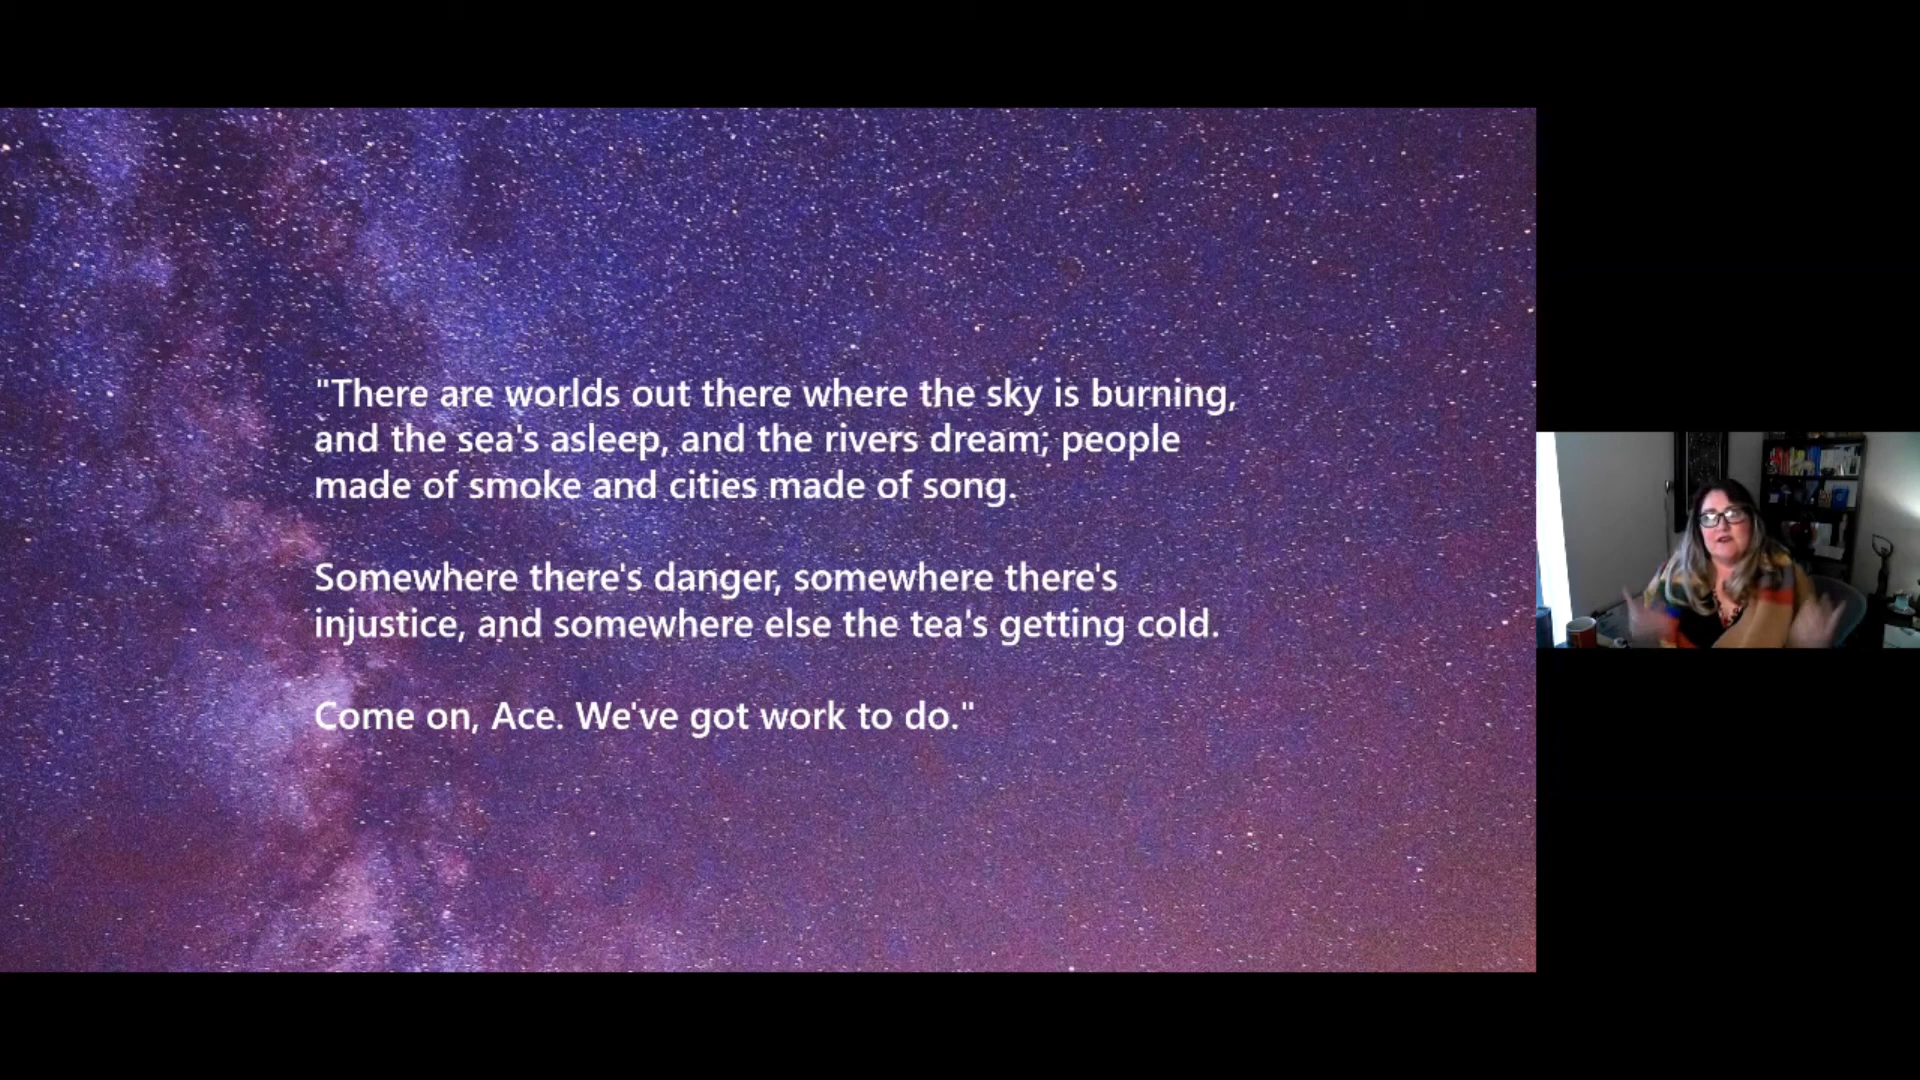 "There are worlds out there where the sky is burning,
and the sea's asleep, and the rivers dream; people
made of smoke and cities made of song.
Somewhere there's danger, somewhere there's
injustice, and somewhere else the tea's getting cold.
Come on, Ace. We've got work to do."